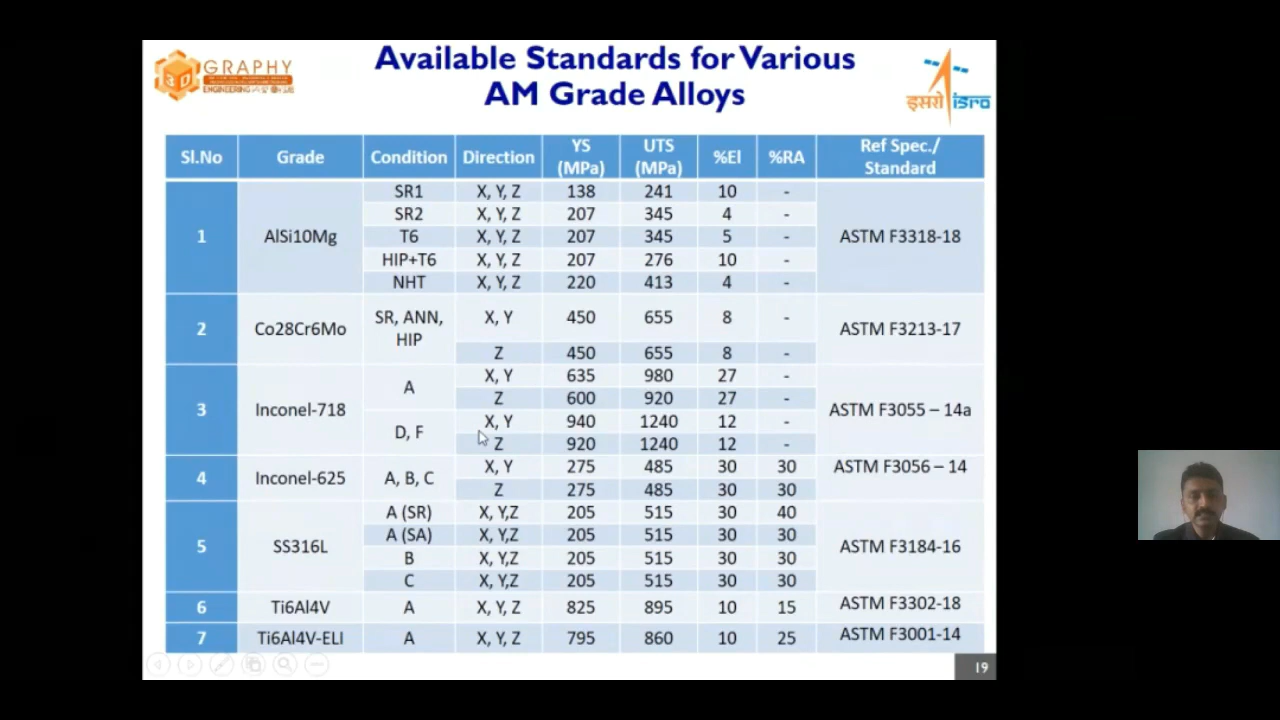 GRAPHY
ENGINEERING
Available Standards for Various
AM Grade Alloys
इसरो isro
Sl.No Grade Condition Direction YS (MPa) UTS (MPa) %El %RA Ref Spec./ Standard
1 AlSi10Mg SR1 X, Y, Z 138 241 10 - ASTM F3318-18
SR2 X, Y, Z 207 345 4 -
T6 X, Y, Z 207 345 5 -
HIP+T6 X, Y, Z 207 276 10 -
NHT X, Y, Z 220 413 4 -
2 Co28Cr6Mo SR, ANN, HIP X, Y 450 655 8 - ASTM F3213-17
Z 450 655 8 -
3 Inconel-718 A X, Y 635 980 27 - ASTM F3055 – 14a
Z 600 920 27 -
D, F X, Y 940 1240 12 -
Z 920 1240 12 -
4 Inconel-625 A, B, C X, Y 275 485 30 30 ASTM F3056 – 14
Z 275 485 30 30
5 SS316L A (SR) X, Y,Z 205 515 30 40 ASTM F3184-16
A (SA) X, Y,Z 205 515 30 30
B X, Y,Z 205 515 30 30
C X, Y,Z 205 515 30 30
6 Ti6Al4V A X, Y, Z 825 895 10 15 ASTM F3302-18
7 Ti6Al4V-ELI A X, Y, Z 795 860 10 25 ASTM F3001-14
19